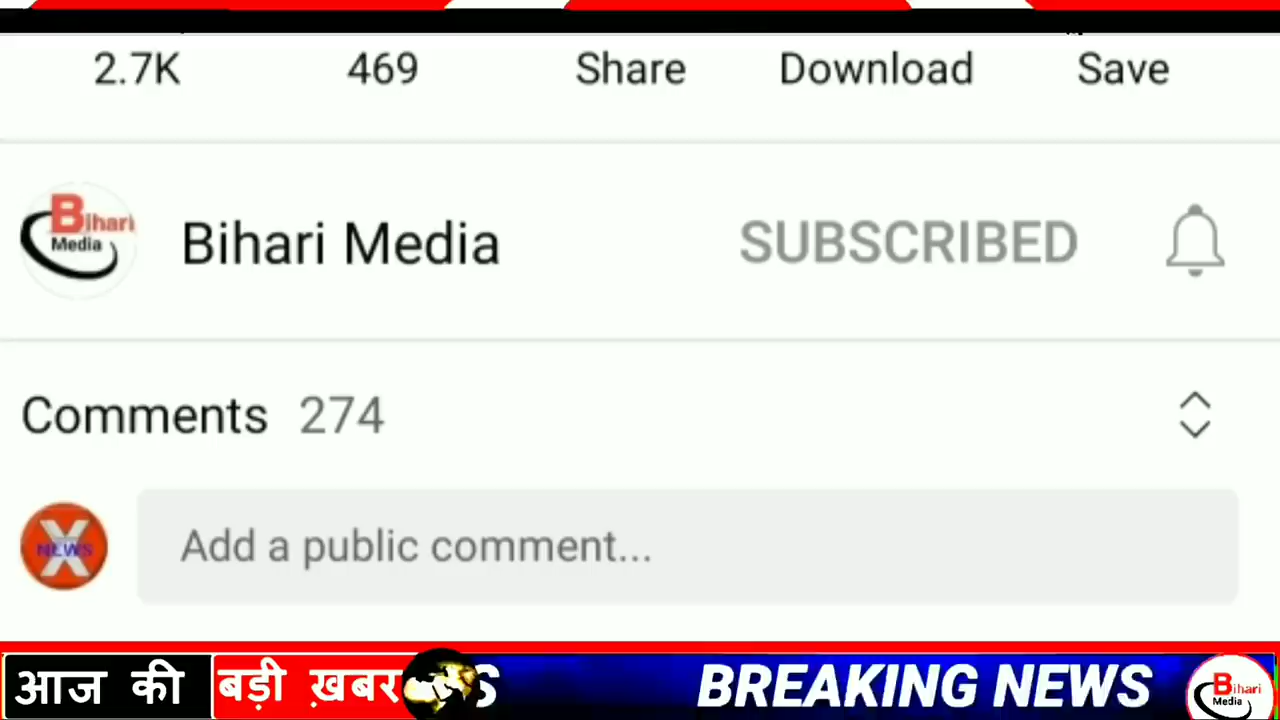 2.7K 469 Share Download Save
Bihari
Media
Bihari Media SUBSCRIBED
Comments 274
NEWS
X
Add a public comment...
आज की बड़ी ख़बर S BREAKING NEWS
Bihari
Media